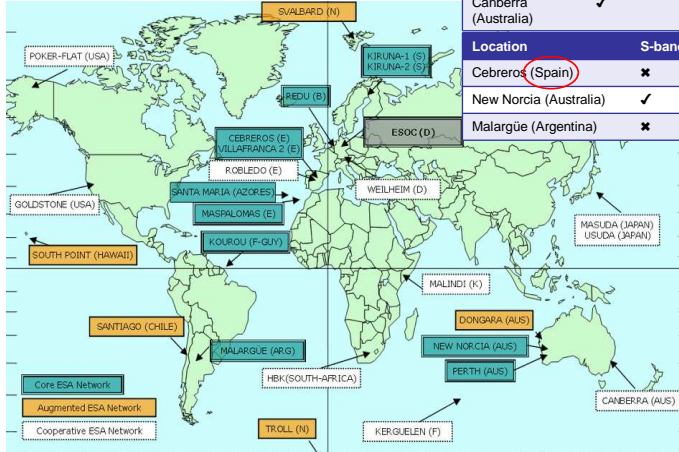 Canberra ✓
(Australia)
Location S-band
Cebreros (Spain) ✖
New Norcia (Australia) ✓
Malargüe (Argentina) ✖
SVALBARD (N)
POKER-FLAT (USA)
KIRUNA-1 (S)
KIRUNA-2 (S)
REDU (B)
ESOC (D)
CEBREROS (E)
VILLAFRANCA 2 (E)
ROBLEDO (E)
WEILHEIM (D)
SANTA MARIA (AZORES)
GOLDSTONE (USA)
MASPALOMAS (E)
MASUDA (JAPAN)
USUDA (JAPAN)
KOUROU (F-GUY)
SOUTH POINT (HAWAII)
MALINDI (K)
SANTIAGO (CHILE)
DONGARA (AUS)
MALARGÜE (ARG)
NEW NORCIA (AUS)
PERTH (AUS)
HBK(SOUTH-AFRICA)
Core ESA Network
CANBERRA (AUS)
Augmented ESA Network
Cooperative ESA Network
TROLL (N)
KERGUELEN (F)